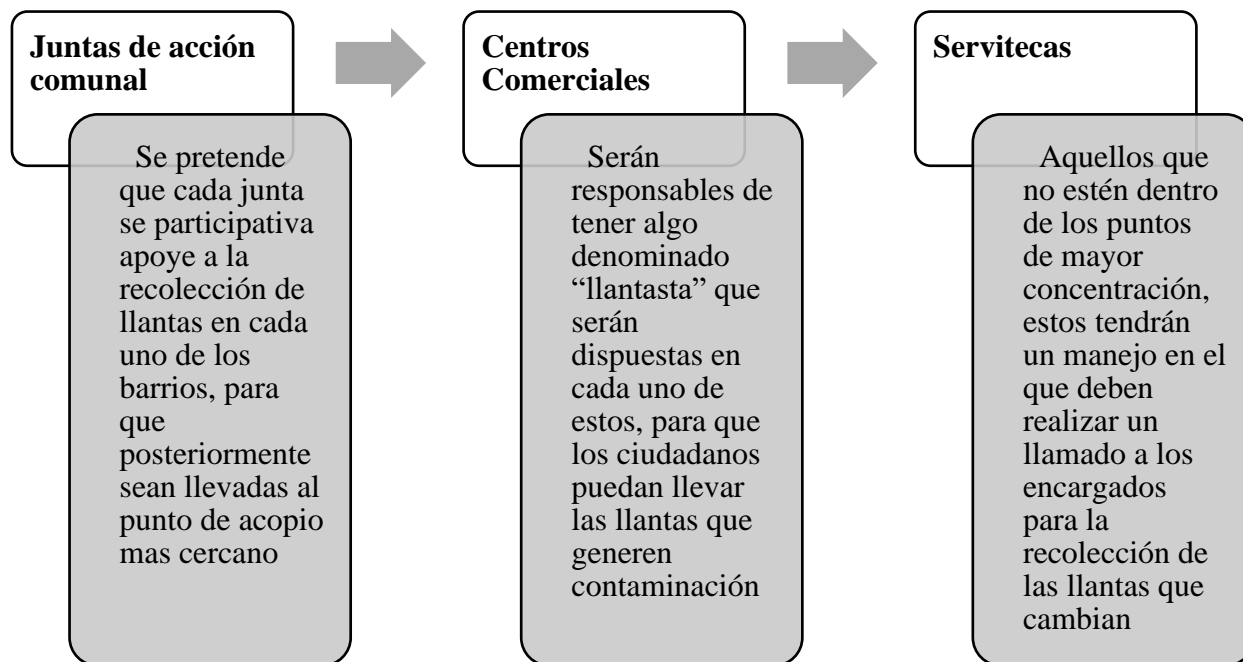 Juntas de acción
comunal
Se pretende
que cada junta
se participativa
apoye a la
recolección de
llantas en cada
uno de los
barrios, para
que
posteriormente
sean llevadas al
punto de acopio
mas cercano
Centros
Comerciales
Serán
responsables de
tener algo
denominado
“llantasta” que
serán
dispuestas en
cada uno de
estos, para que
los ciudadanos
puedan llevar
las llantas que
generen
contaminación
Servitecas
Aquellos que
no estén dentro
de los puntos
de mayor
concentración,
estos tendrán
un manejo en el
que deben
realizar un
llamado a los
encargados
para la
recolección de
las llantas que
cambian